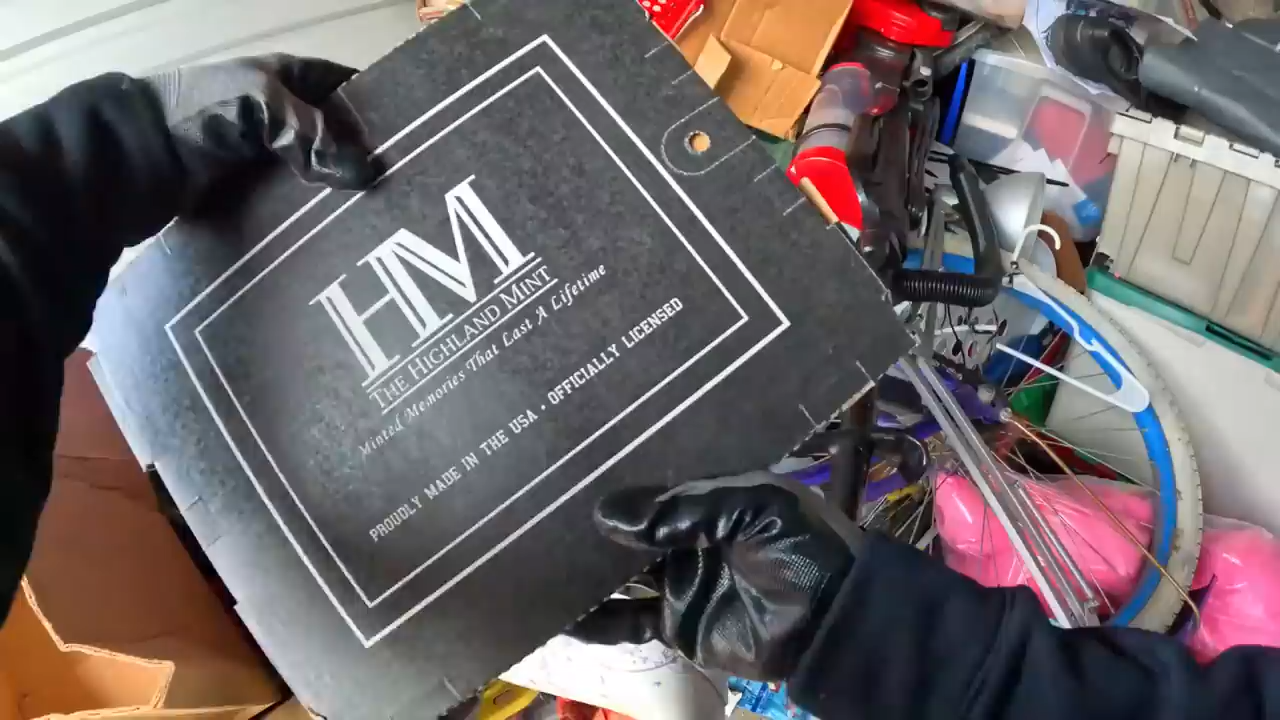 HM
THE HIGHLAND MINT
Minted Memories That Last A Lifetime
PROUDLY MADE IN THE USA • OFFICIALLY LICENSED